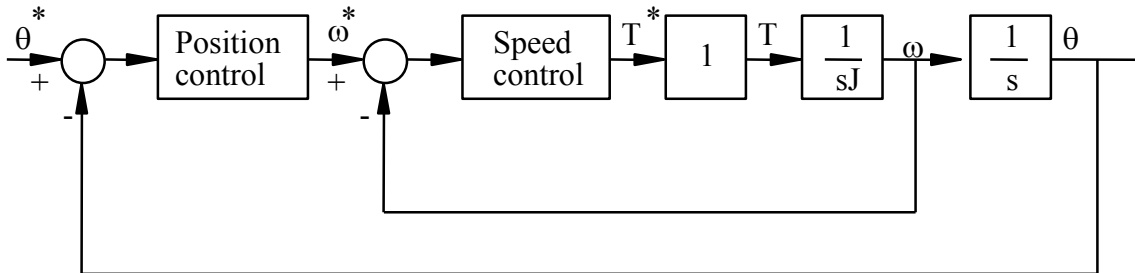 θ*
+
-
Position
control
ω*
+
-
Speed
control
T*
1
T
1
sJ
ω
1
s
θ